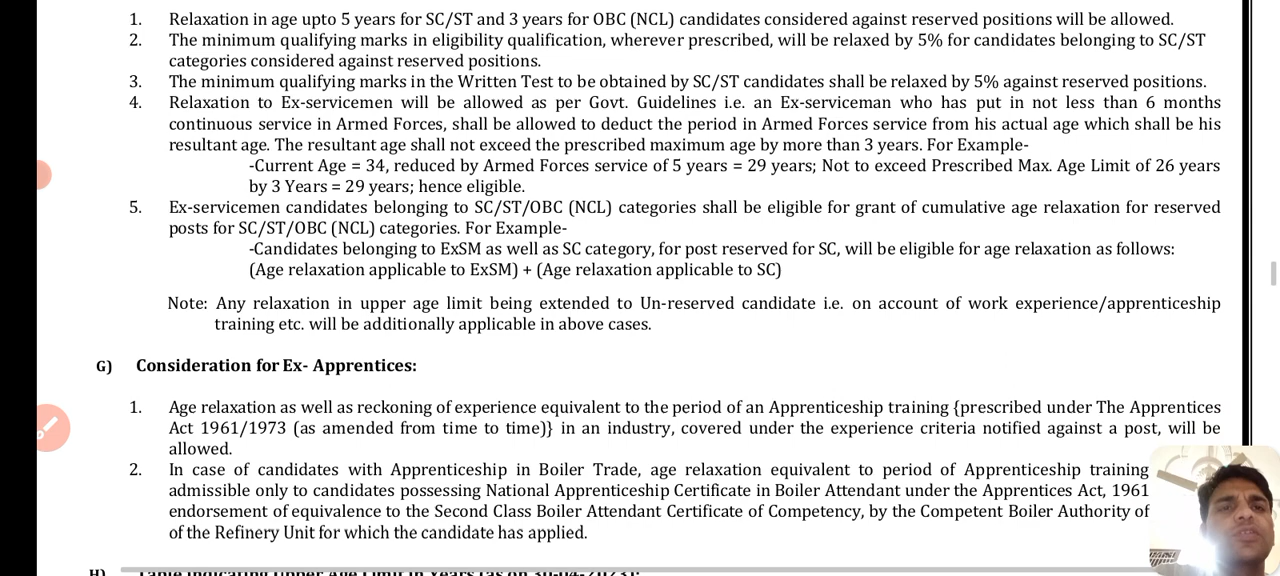 1. Relaxation in age upto 5 years for SC/ST and 3 years for OBC (NCL) candidates considered against reserved positions will be allowed.
2. The minimum qualifying marks in eligibility qualification, wherever prescribed, will be relaxed by 5% for candidates belonging to SC/ST
categories considered against reserved positions.
3. The minimum qualifying marks in the Written Test to be obtained by SC/ST candidates shall be relaxed by 5% against reserved positions.
4. Relaxation to Ex-servicemen will be allowed as per Govt. Guidelines i.e. an Ex-serviceman who has put in not less than 6 months
continuous service in Armed Forces, shall be allowed to deduct the period in Armed Forces service from his actual age which shall be his
resultant age. The resultant age shall not exceed the prescribed maximum age by more than 3 years. For Example-
-Current Age = 34, reduced by Armed Forces service of 5 years = 29 years; Not to exceed Prescribed Max. Age Limit of 26 years
by 3 Years = 29 years; hence eligible.
5. Ex-servicemen candidates belonging to SC/ST/OBC (NCL) categories shall be eligible for grant of cumulative age relaxation for reserved
posts for SC/ST/OBC (NCL) categories. For Example-
-Candidates belonging to ExSM as well as SC category, for post reserved for SC, will be eligible for age relaxation as follows:
(Age relaxation applicable to ExSM) + (Age relaxation applicable to SC)
Note: Any relaxation in upper age limit being extended to Un-reserved candidate i.e. on account of work experience/apprenticeship
training etc. will be additionally applicable in above cases.
G) Consideration for Ex- Apprentices:
1. Age relaxation as well as reckoning of experience equivalent to the period of an Apprenticeship training {prescribed under The Apprentices
Act 1961/1973 (as amended from time to time)} in an industry, covered under the experience criteria notified against a post, will be
allowed.
2. In case of candidates with Apprenticeship in Boiler Trade, age relaxation equivalent to period of Apprenticeship training
admissible only to candidates possessing National Apprenticeship Certificate in Boiler Attendant under the Apprentices Act, 1961
endorsement of equivalence to the Second Class Boiler Attendant Certificate of Competency, by the Competent Boiler Authority of
of the Refinery Unit for which the candidate has applied.
H) Table indicating Upper Age Limit in Years (as on 30-04-2023):